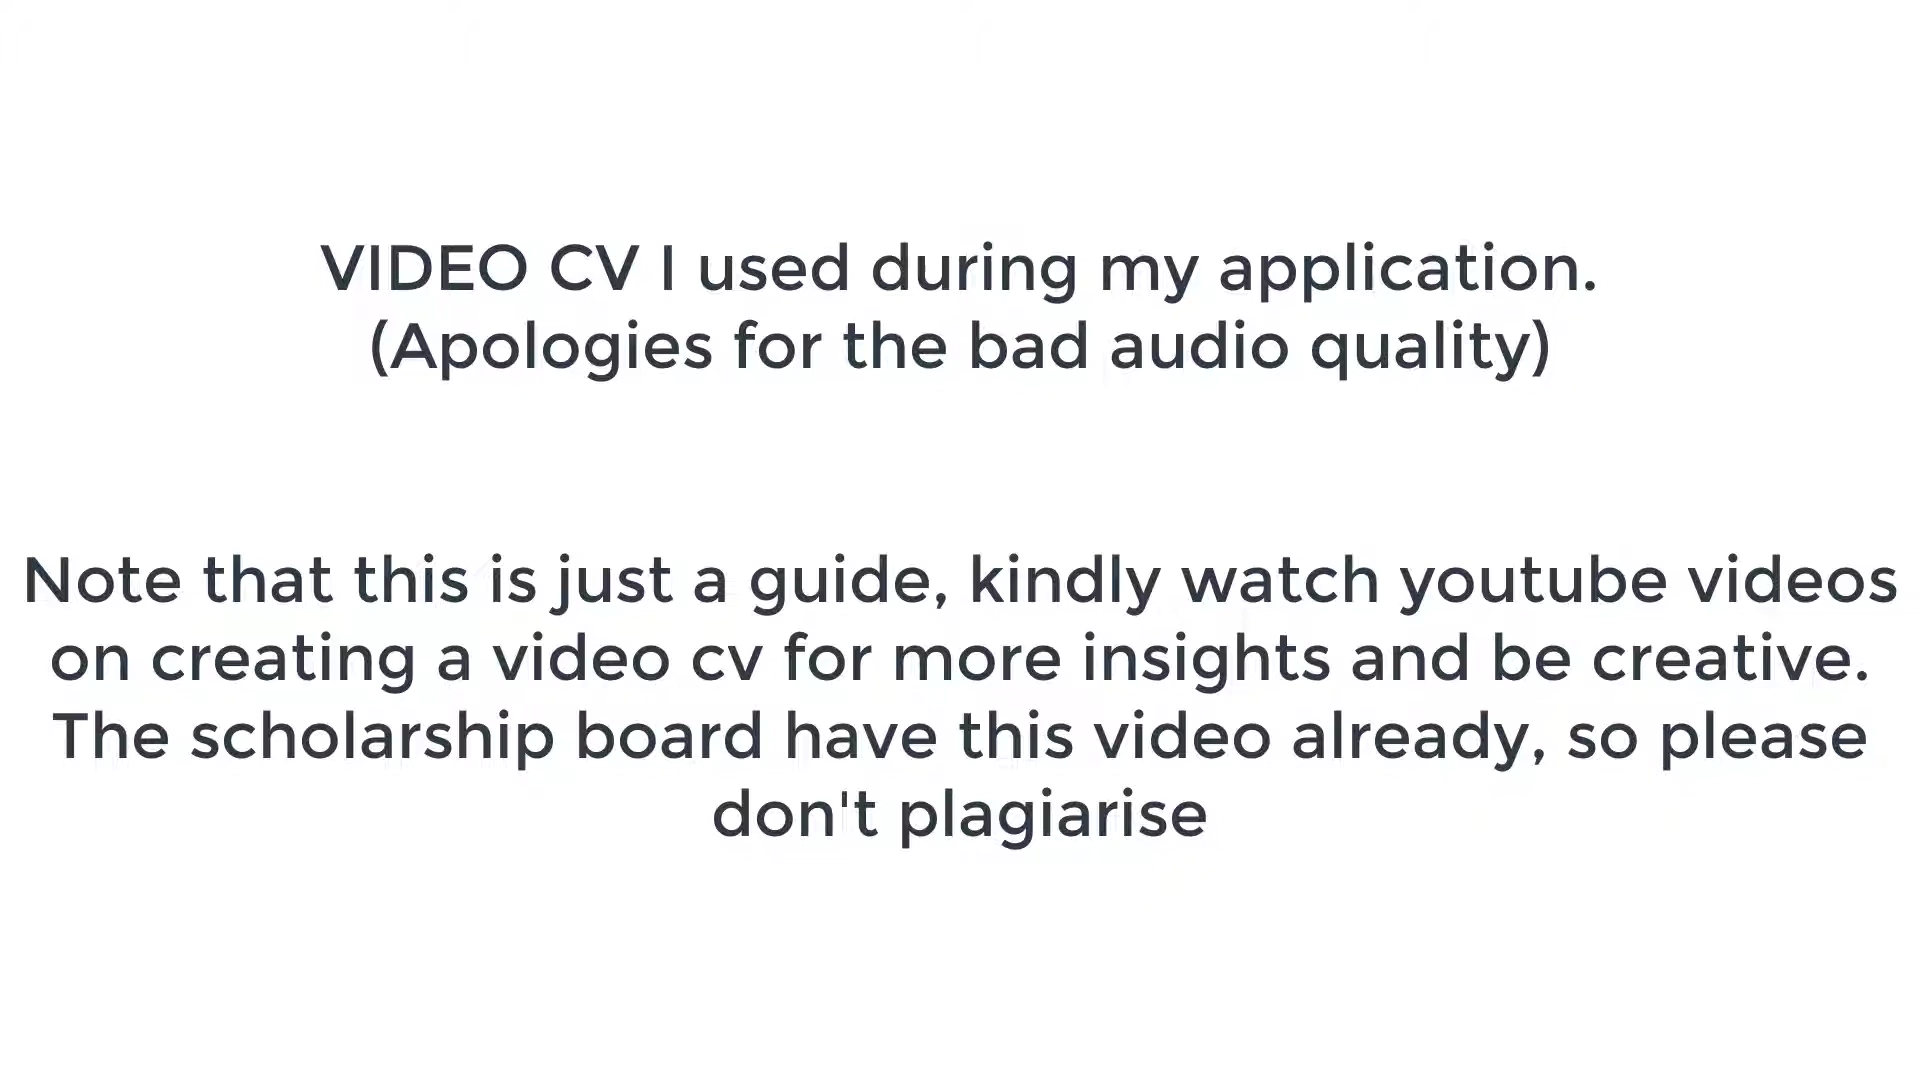 VIDEO CV I used during my application.
(Apologies for the bad audio quality)
Note that this is just a guide, kindly watch youtube videos
on creating a video cv for more insights and be creative.
The scholarship board have this video already, so please
don't plagiarise